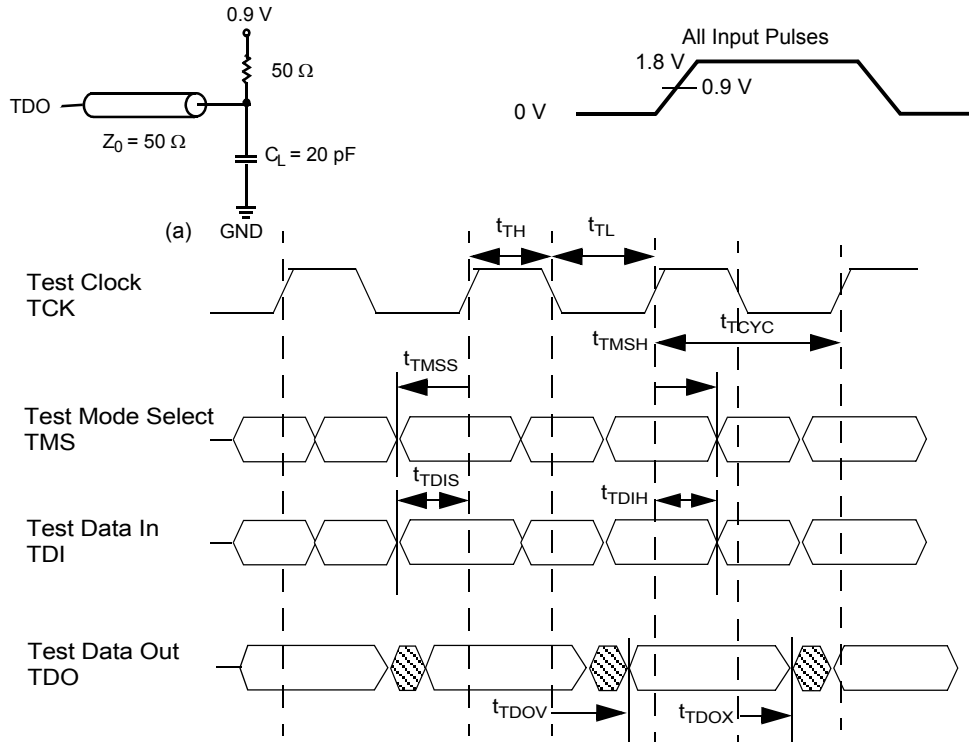 0.9 V
50 Ω
TDO
Z0 = 50 Ω
CL = 20 pF
(a)
GND
All Input Pulses
1.8 V
0.9 V
0 V
tTH
tTL
Test Clock
TCK
tTCYC
tTMSH
tTMSS
Test Mode Select
TMS
tTDIS
tTDIH
Test Data In
TDI
Test Data Out
TDO
tTDOV
tTDOX